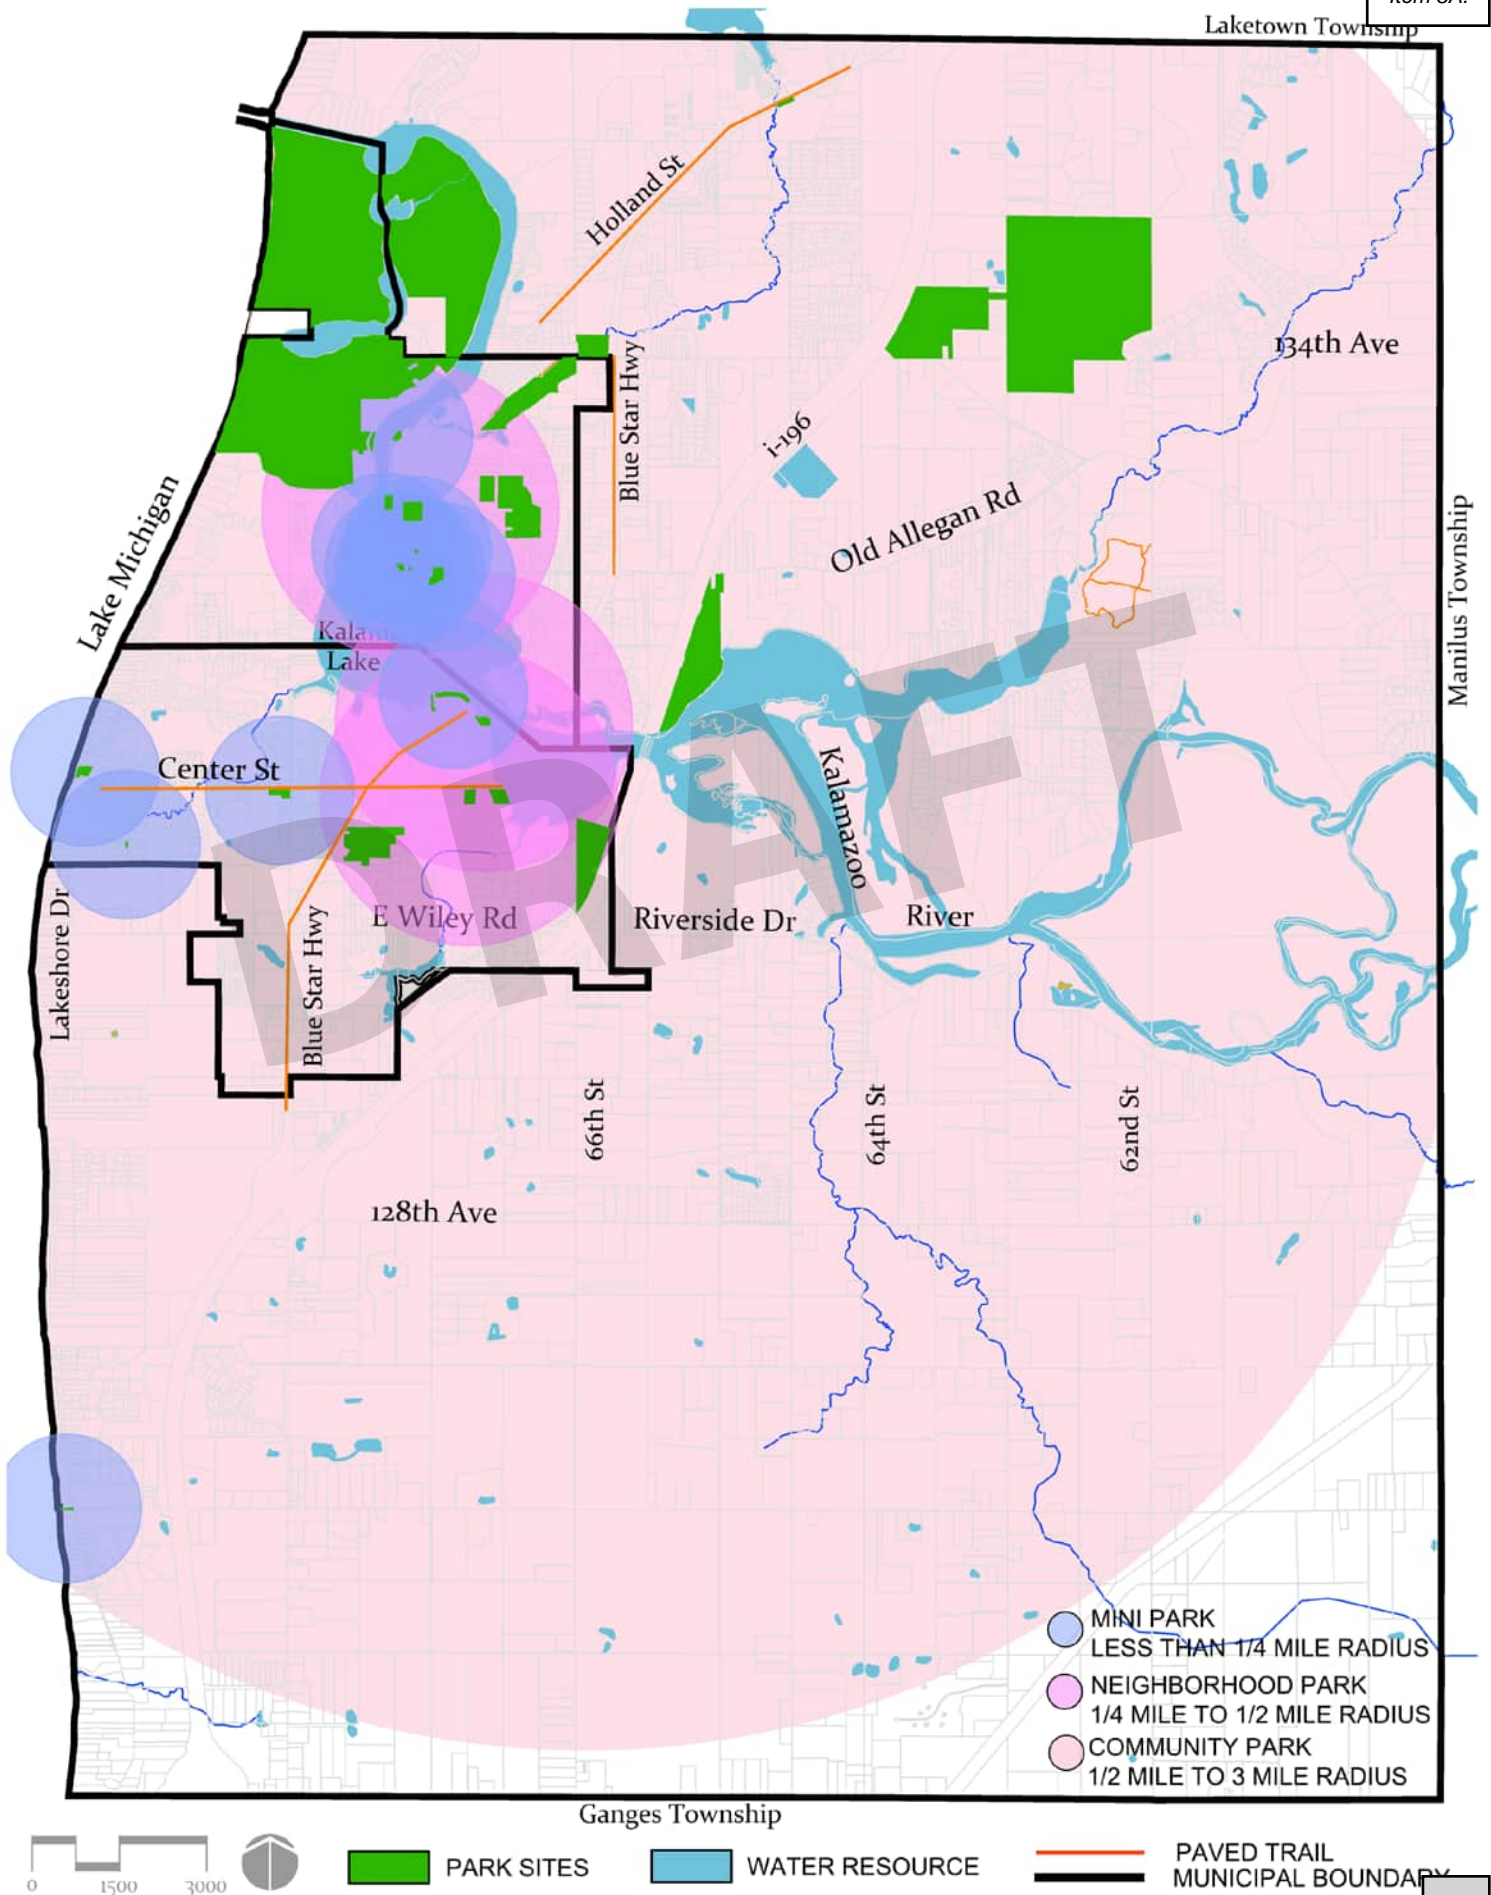 Item 8A.
Laketown Township
Holland St
134th Ave
Blue Star Hwy
i-196
Old Allegan Rd
Lake Michigan
Manilus Township
Lake
DRAFT
Center St
Kalamazoo
River
E Wiley Rd
Riverside Dr
Lakeshore Dr
Blue Star Hwy
66th St
64th St
62nd St
128th Ave
MINI PARK
LESS THAN 1/4 MILE RADIUS
NEIGHBORHOOD PARK
1/4 MILE TO 1/2 MILE RADIUS
COMMUNITY PARK
1/2 MILE TO 3 MILE RADIUS
Ganges Township
0 1500 3000
PARK SITES
WATER RESOURCE
PAVED TRAIL
MUNICIPAL BOUNDARY